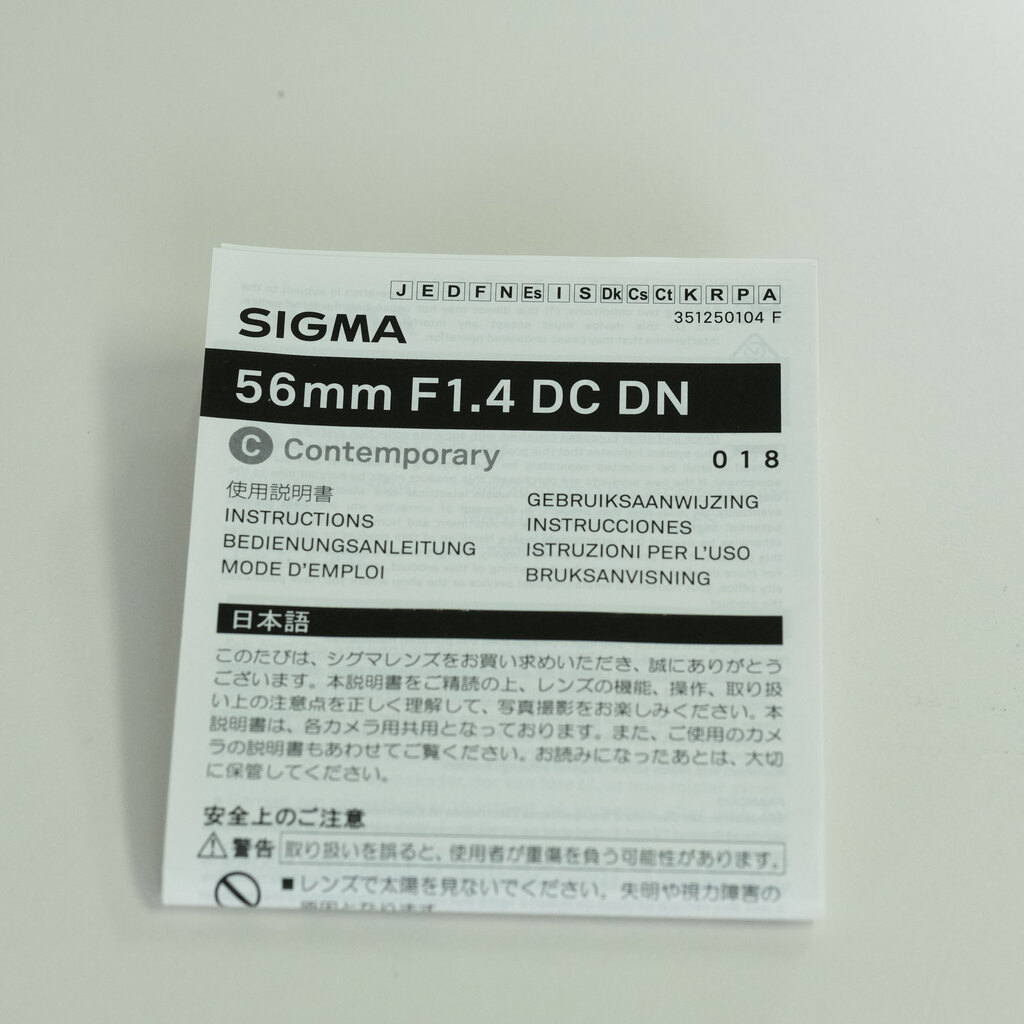 J E D F N Es I S Dk Cs Ct K R P A
SIGMA
351250104 F
56mm F1.4 DC DN
C Contemporary
018
使用説明書
INSTRUCTIONS
BEDIENUNGSANLEITUNG
MODE D'EMPLOI
GEBRUIKSAANWIJZING
INSTRUCCIONES
ISTRUZIONI PER L'USO
BRUKSANVISNING
日本語
このたびは、シグマレンズをお買い求めいただき、誠にありがとう
ございます。本説明書をご精読の上、レンズの機能、操作、取り扱
い上の注意点を正しく理解して、写真撮影をお楽しみください。本
説明書は、各カメラ用共用となっております。また、ご使用のカメ
ラの説明書もあわせてご覧ください。お読みになったあとは、大切
に保管してください。
安全上のご注意
警告 取り扱いを誤ると、使用者が重傷を負う可能性があります。
■レンズで太陽を見ないでください。失明や視力障害の
原因となります